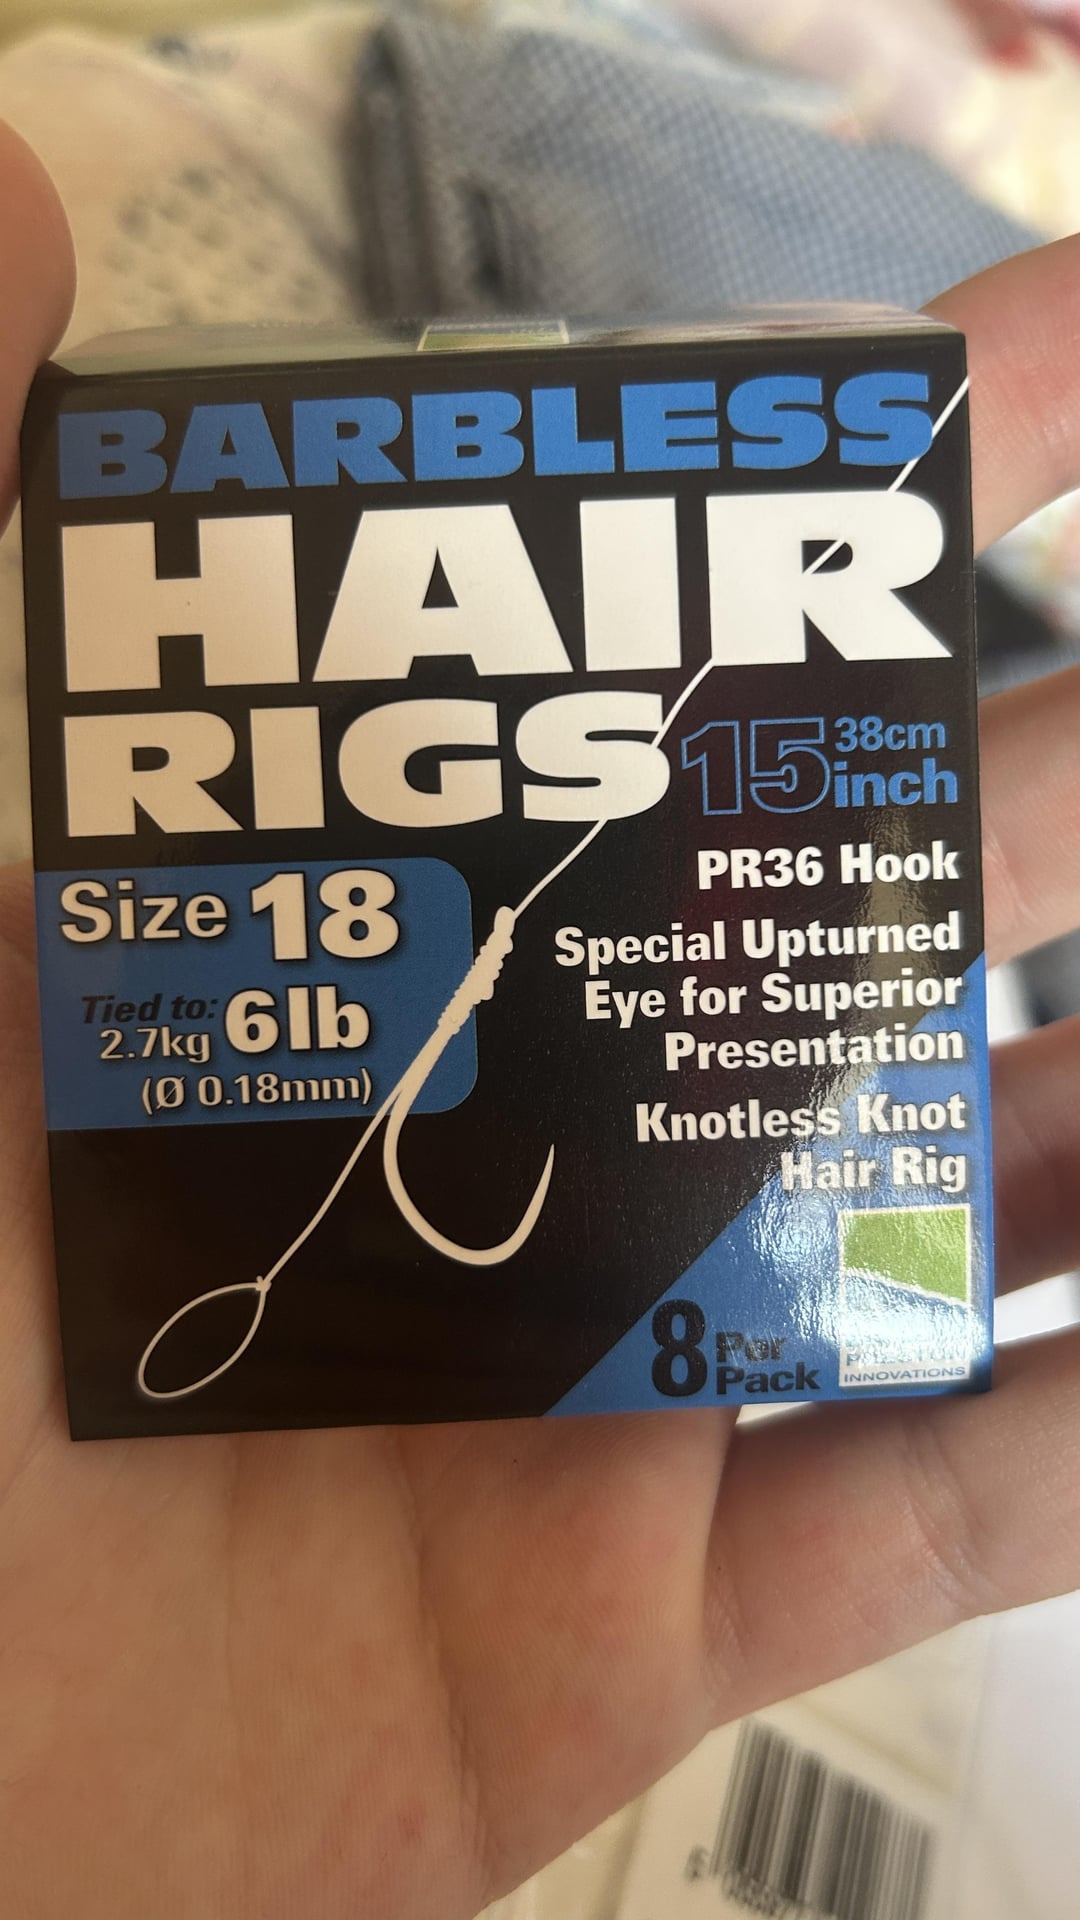 BARBLESS
HAIR
RIGS
15 38cm
inch
PR36 Hook
Special Upturned
Eye for Superior
Presentation
Knotless Knot
Hair Rig
Size 18
Tied to: 6lb
2.7kg
(Ø 0.18mm)
8 Per
Pack
PRESTON
INNOVATIONS